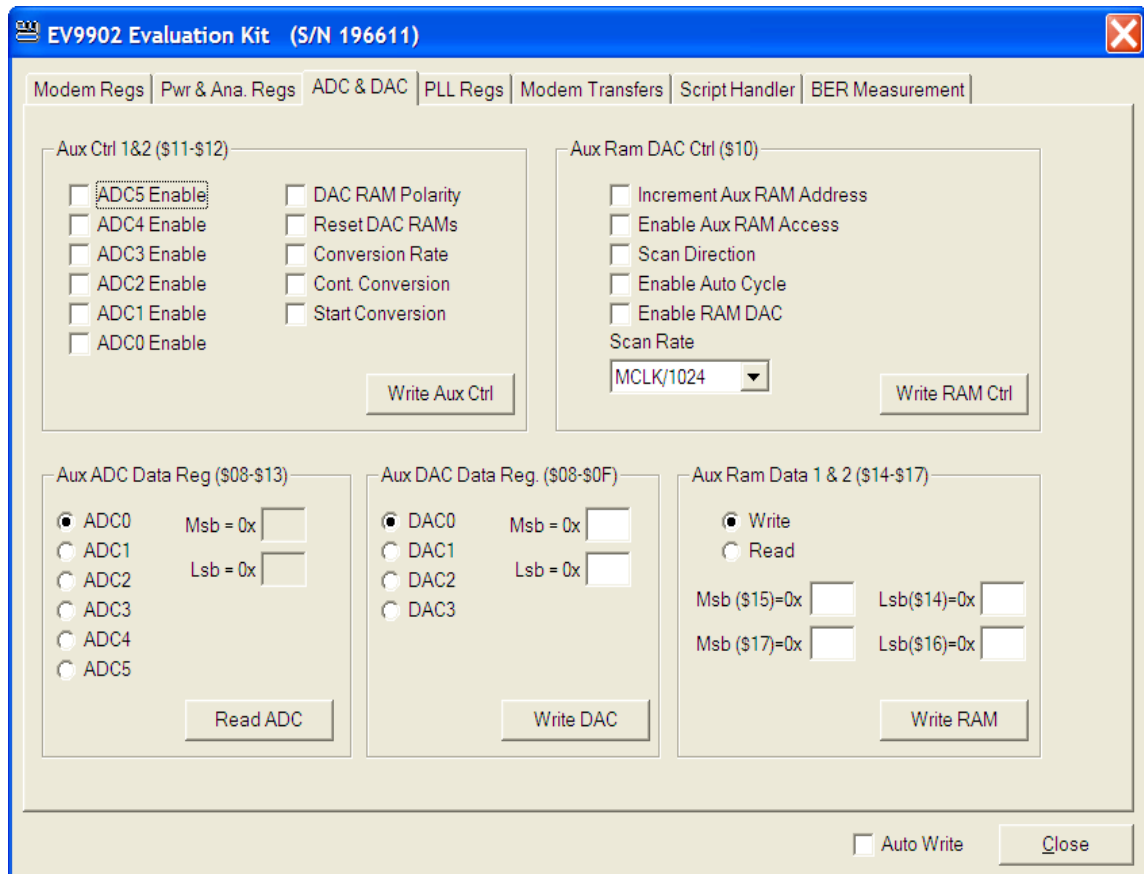 EV9902 Evaluation Kit (S/N 196611)
Modem Regs Pwr & Ana. Regs ADC & DAC PLL Regs Modem Transfers Script Handler BER Measurement
Aux Ctrl 1&2 ($11-$12)
ADC5 Enable
ADC4 Enable
ADC3 Enable
ADC2 Enable
ADC1 Enable
ADC0 Enable
DAC RAM Polarity
Reset DAC RAMs
Conversion Rate
Cont. Conversion
Start Conversion
Write Aux Ctrl
Aux Ram DAC Ctrl ($10)
Increment Aux RAM Address
Enable Aux RAM Access
Scan Direction
Enable Auto Cycle
Enable RAM DAC
Scan Rate
MCLK/1024
Write RAM Ctrl
Aux ADC Data Reg ($08-$13)
ADC0
ADC1
ADC2
ADC3
ADC4
ADC5
Msb = 0x
Lsb = 0x
Read ADC
Aux DAC Data Reg. ($08-$0F)
DAC0
DAC1
DAC2
DAC3
Msb = 0x
Lsb = 0x
Write DAC
Aux Ram Data 1 & 2 ($14-$17)
Write
Read
Msb ($15)=0x Lsb($14)=0x
Msb ($17)=0x Lsb($16)=0x
Write RAM
Auto Write
Close